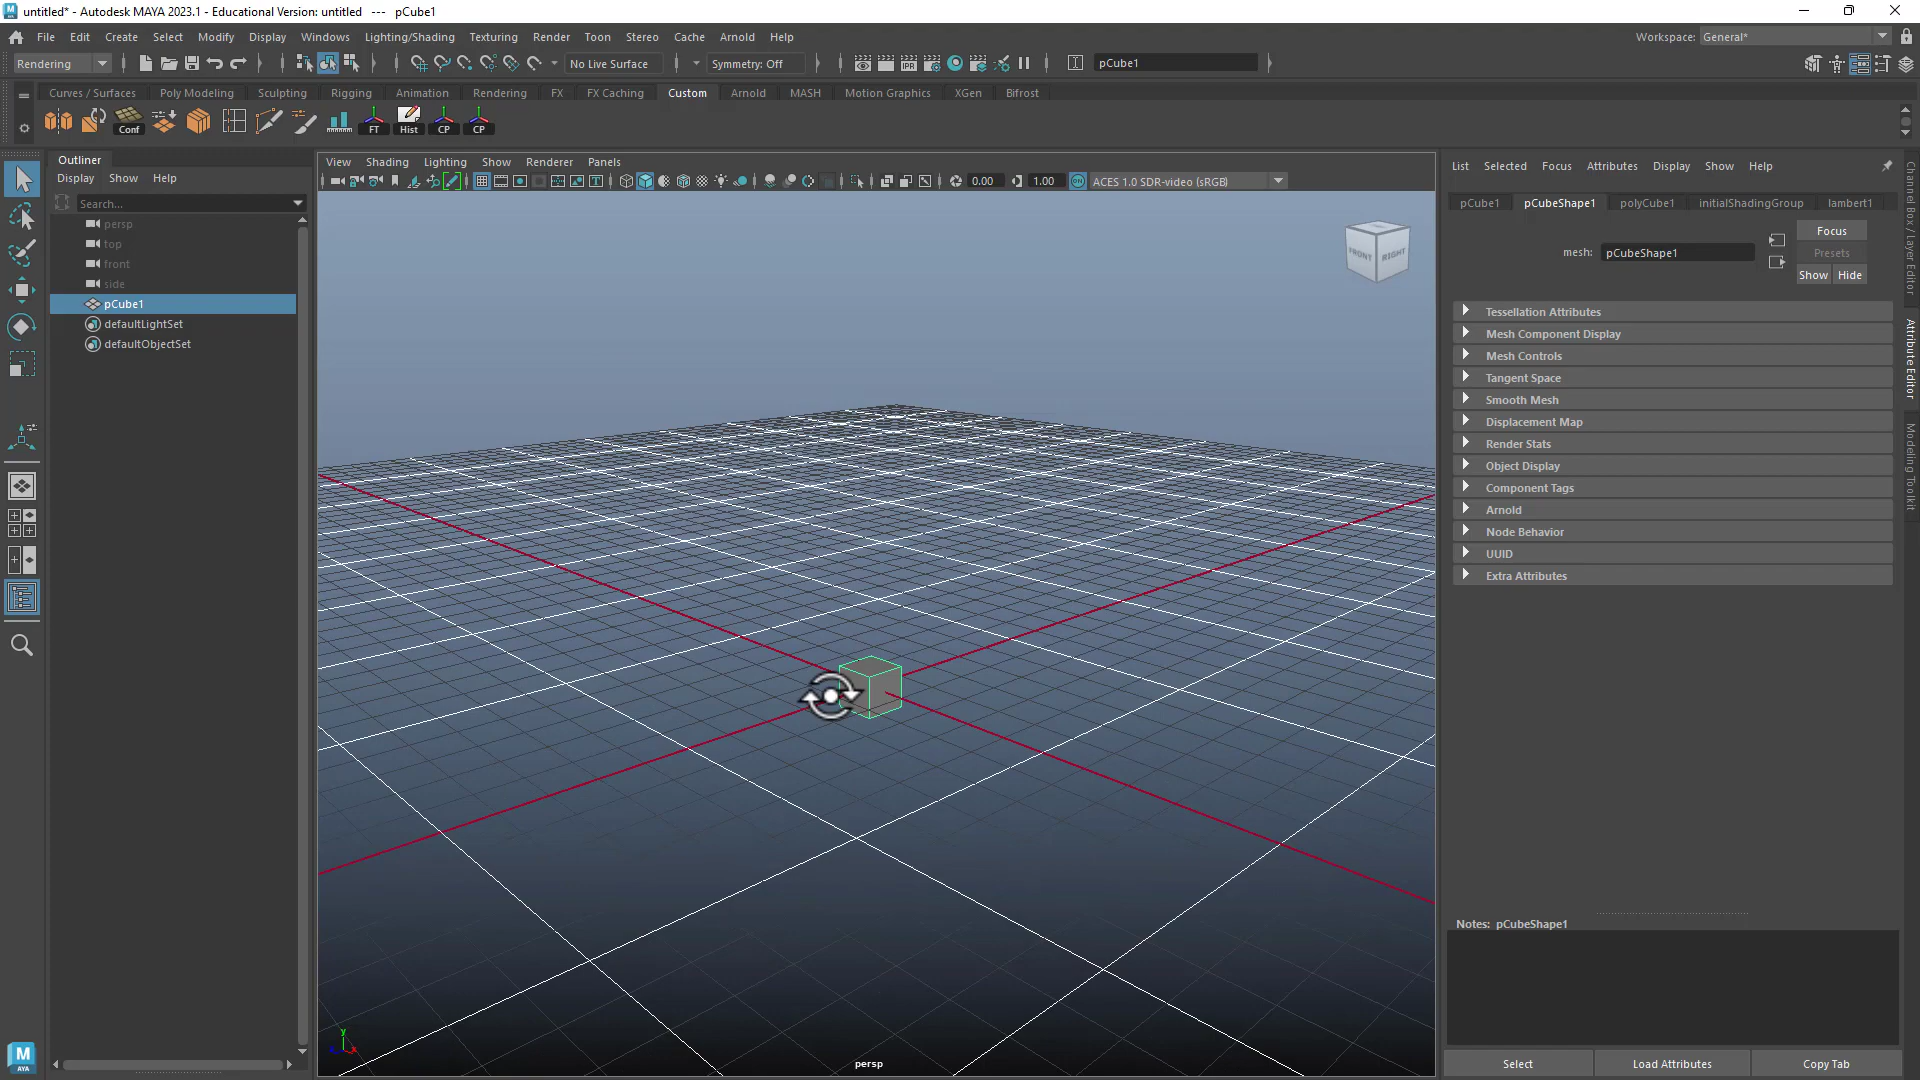 untitled* - Autodesk MAYA 2023.1 - Educational Version: untitled --- pCube1
File Edit Create Select Modify Display Windows Lighting/Shading Texturing Render Toon Stereo Cache Arnold Help
Workspace: General*
Rendering No Live Surface Symmetry: Off IPR pCube1
Curves / Surfaces Poly Modeling Sculpting Rigging Animation Rendering FX FX Caching Custom Arnold MASH Motion Graphics XGen Bifrost
Conf FT Hist CP CP
Outliner
Display Show Help
Search...
persp
top
front
side
pCube1
defaultLightSet
defaultObjectSet
View Shading Lighting Show Renderer Panels
0.00 1.00 ON ACES 1.0 SDR-video (sRGB)
FRONT RIGHT
y
x
persp
List Selected Focus Attributes Display Show Help
pCube1 pCubeShape1 polyCube1 initialShadingGroup lambert1
Focus
mesh: pCubeShape1 Presets
Show Hide
Tessellation Attributes
Mesh Component Display
Mesh Controls
Tangent Space
Smooth Mesh
Displacement Map
Render Stats
Object Display
Component Tags
Arnold
Node Behavior
UUID
Extra Attributes
Notes: pCubeShape1
Select Load Attributes Copy Tab
Channel Box / Layer Editor
Attribute Editor
Modeling Toolkit
M
AYA